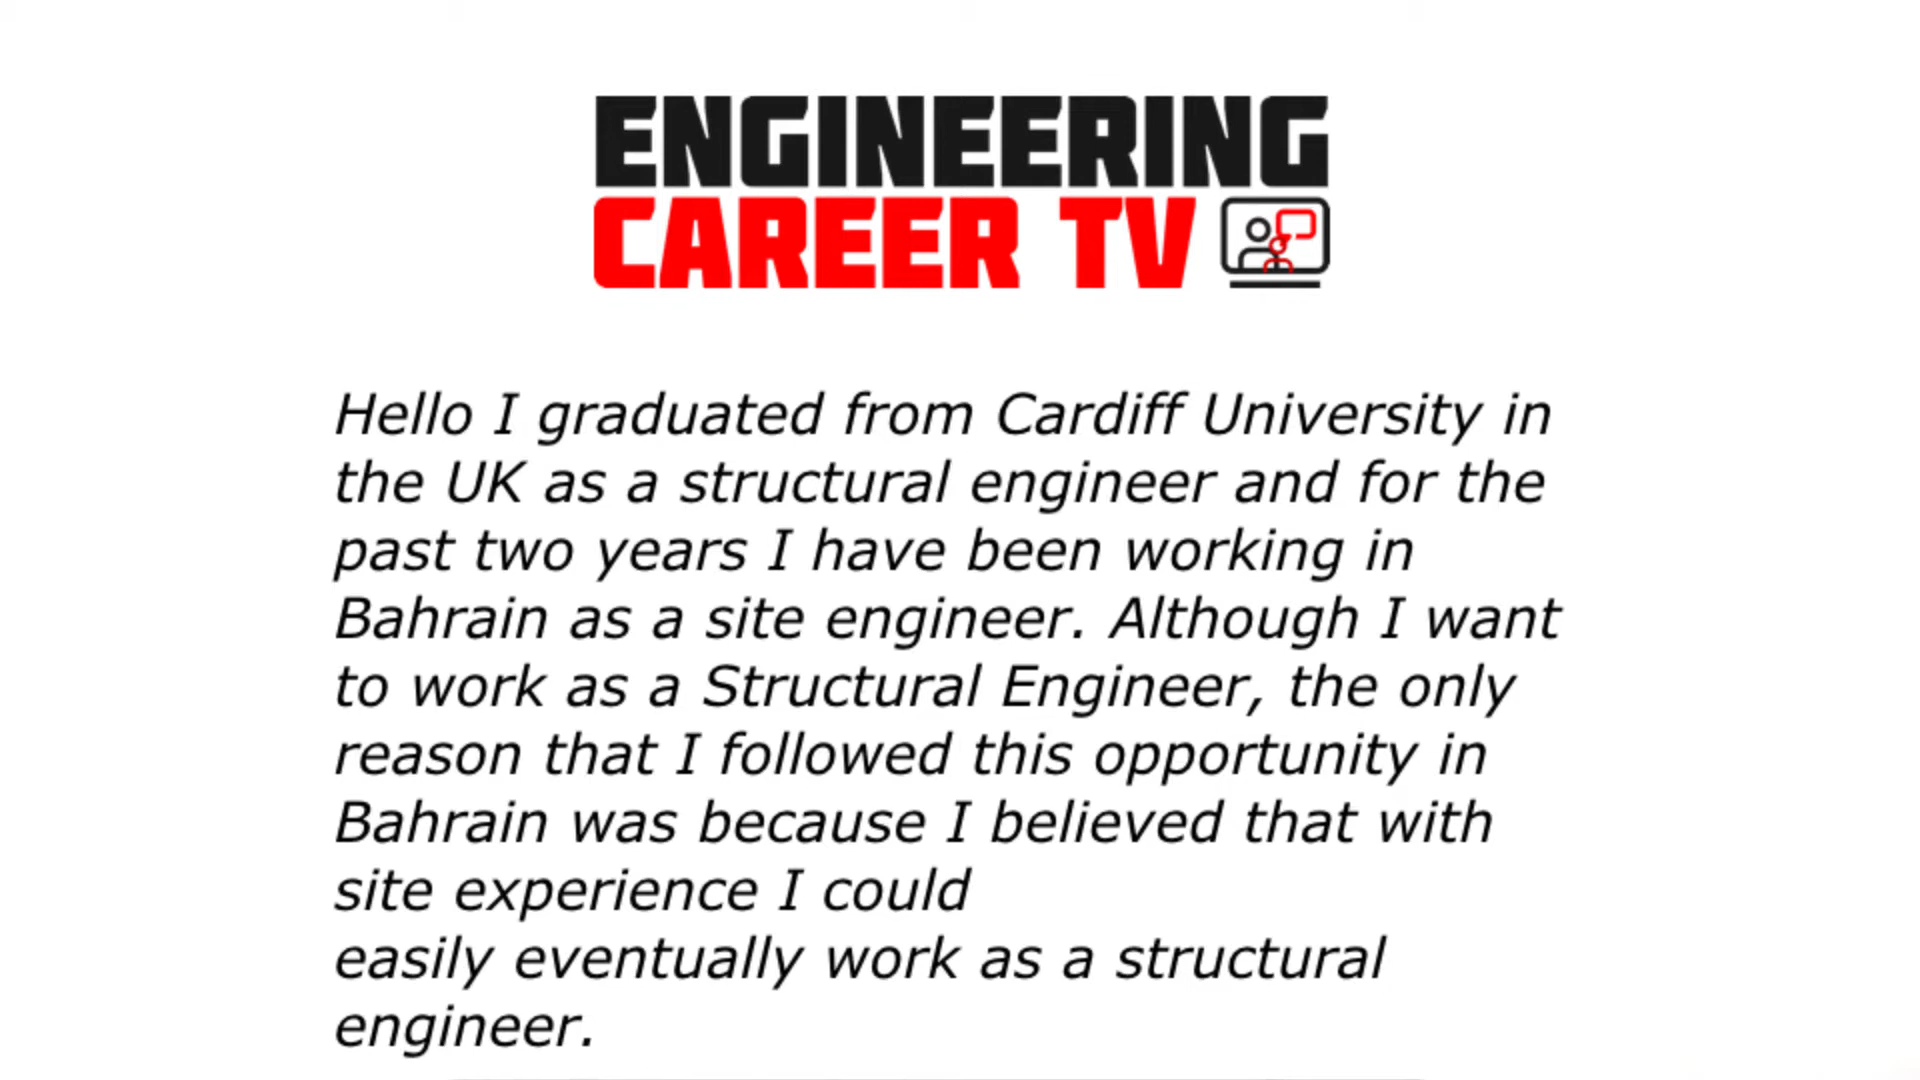 ENGINEERING
CAREER TV
Hello I graduated from Cardiff University in
the UK as a structural engineer and for the
past two years I have been working in
Bahrain as a site engineer. Although I want
to work as a Structural Engineer, the only
reason that I followed this opportunity in
Bahrain was because I believed that with
site experience I could
easily eventually work as a structural
engineer.